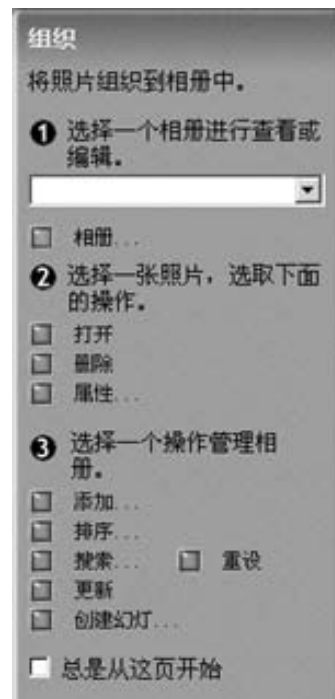 组织
将照片组织到相册中。
❶ 选择一个相册进行查看或
编辑。
相册...
❷ 选择一张照片，选取下面
的操作。
打开
删除
属性...
❸ 选择一个操作管理相
册。
添加...
排序...
搜索... 重设
更新
创建幻灯...
总是从这页开始